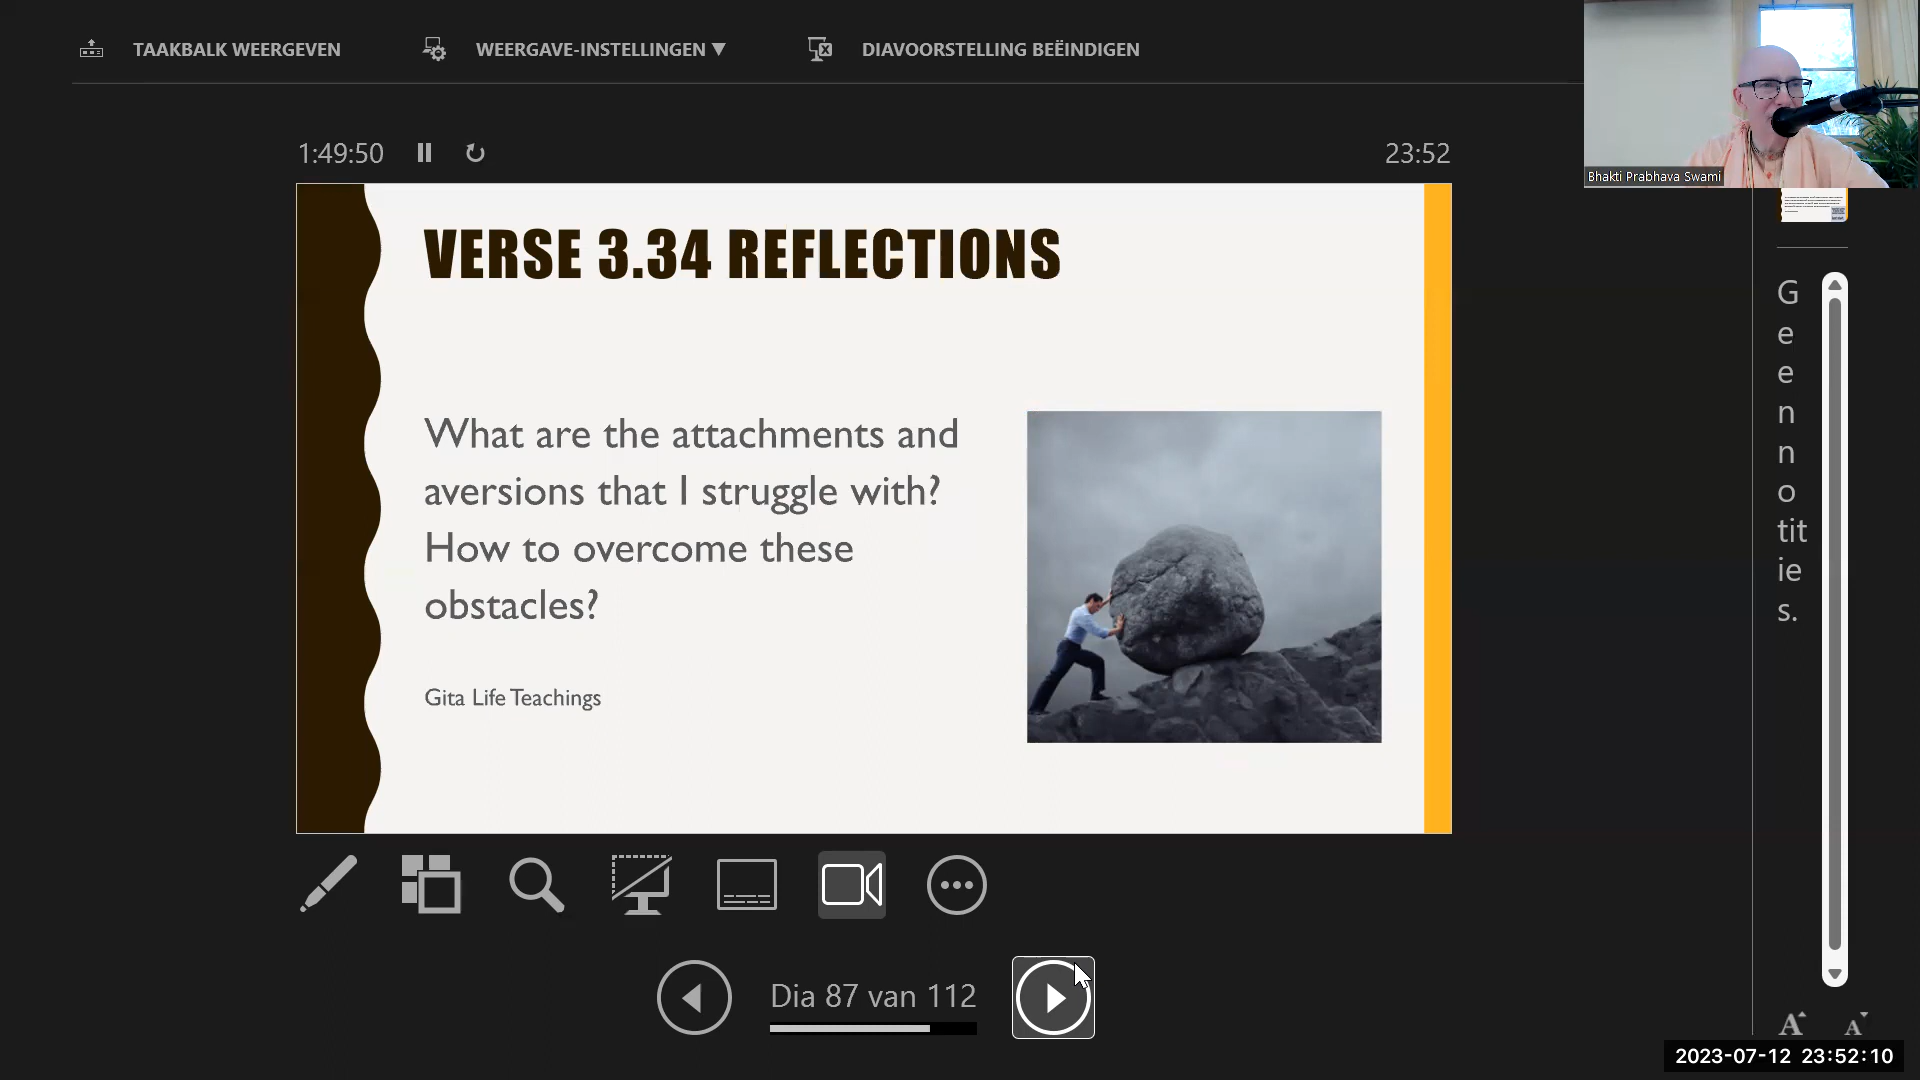 TAAKBALK WEERGEVEN
WEERGAVE-INSTELLINGEN ▼
DIAVOORSTELLING BEËINDIGEN
Bhakti Prabhava Swami
1:49:50
23:52
VERSE 3.34 REFLECTIONS
What are the attachments and
aversions that I struggle with?
How to overcome these
obstacles?
Gita Life Teachings
G
e
e
n
n
o
tit
ie
s.
Dia 87 van 112
A A
2023-07-12 23:52:10